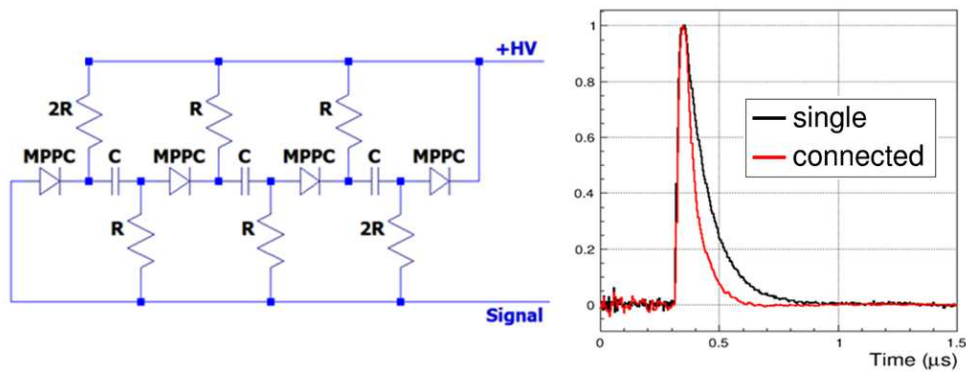 +HV
2R
R
R
MPPC
C
MPPC
C
MPPC
C
MPPC
R
R
2R
Signal
1
0.8
0.6
0.4
0.2
0
single
connected
0
0.5
1
1.5
Time (μs)